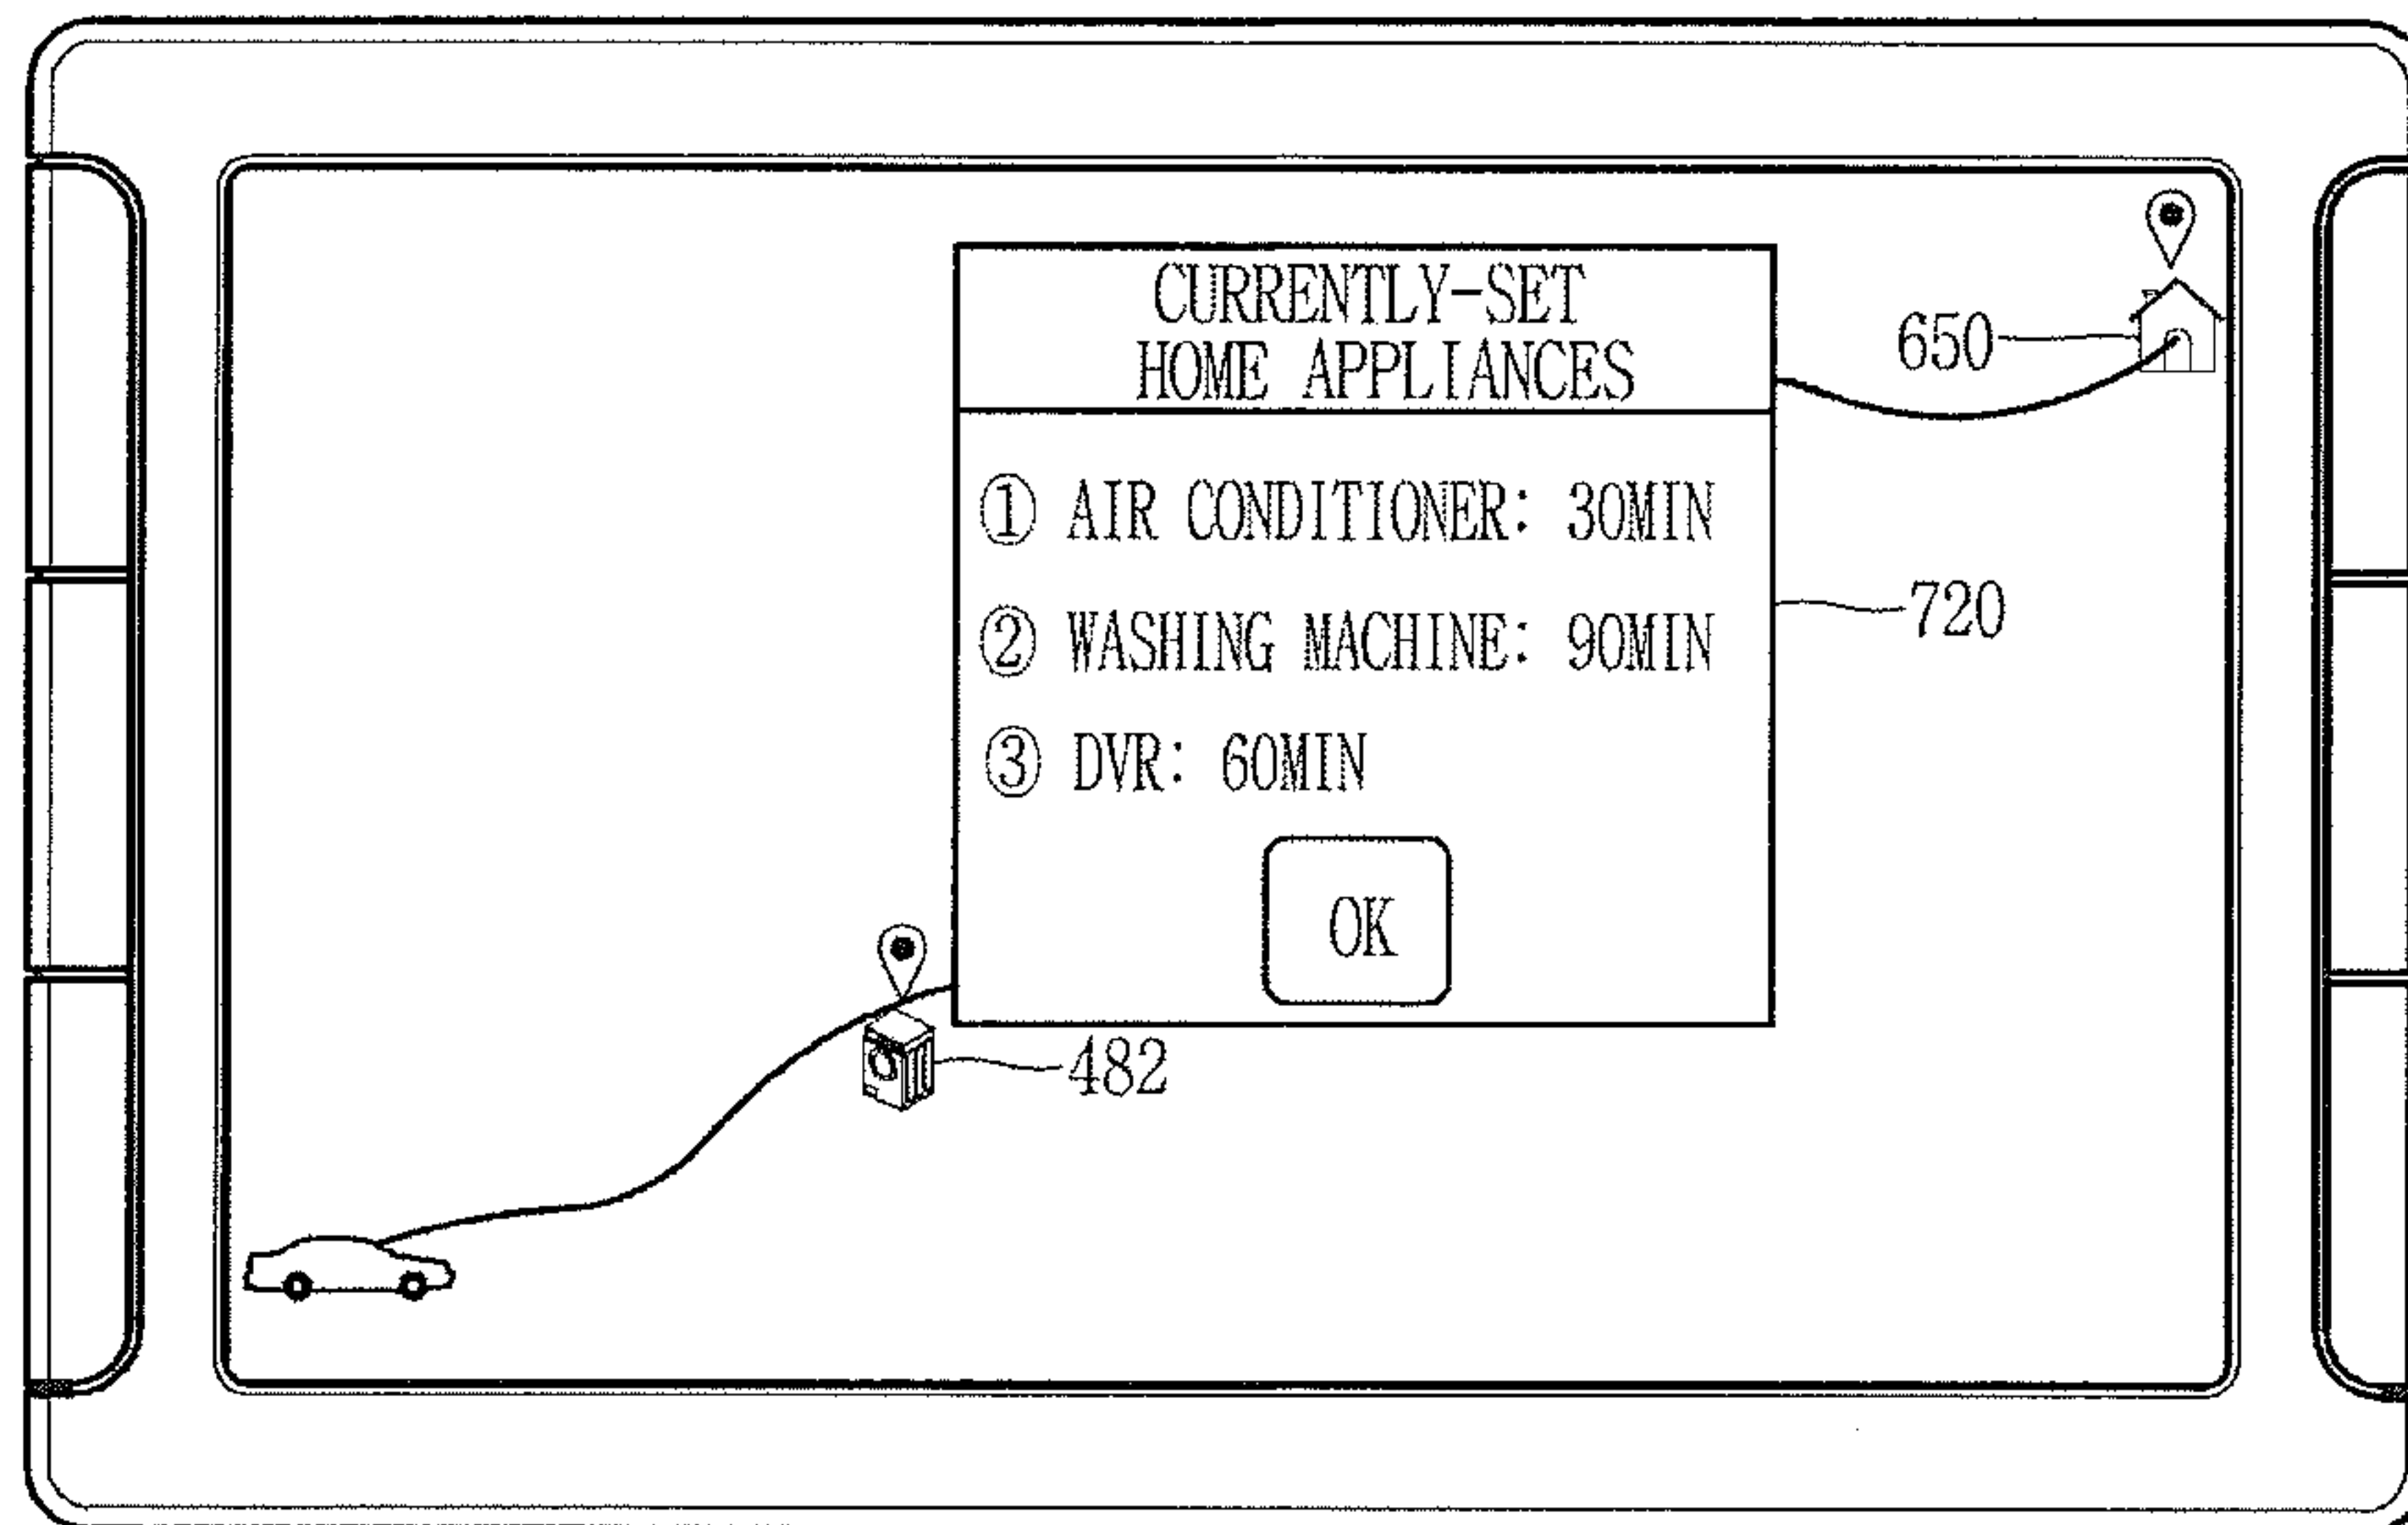 CURRENTLY-SET
HOME APPLIANCES
650
① AIR CONDITIONER: 30MIN
720
② WASHING MACHINE: 90MIN
③ DVR: 60MIN
OK
482